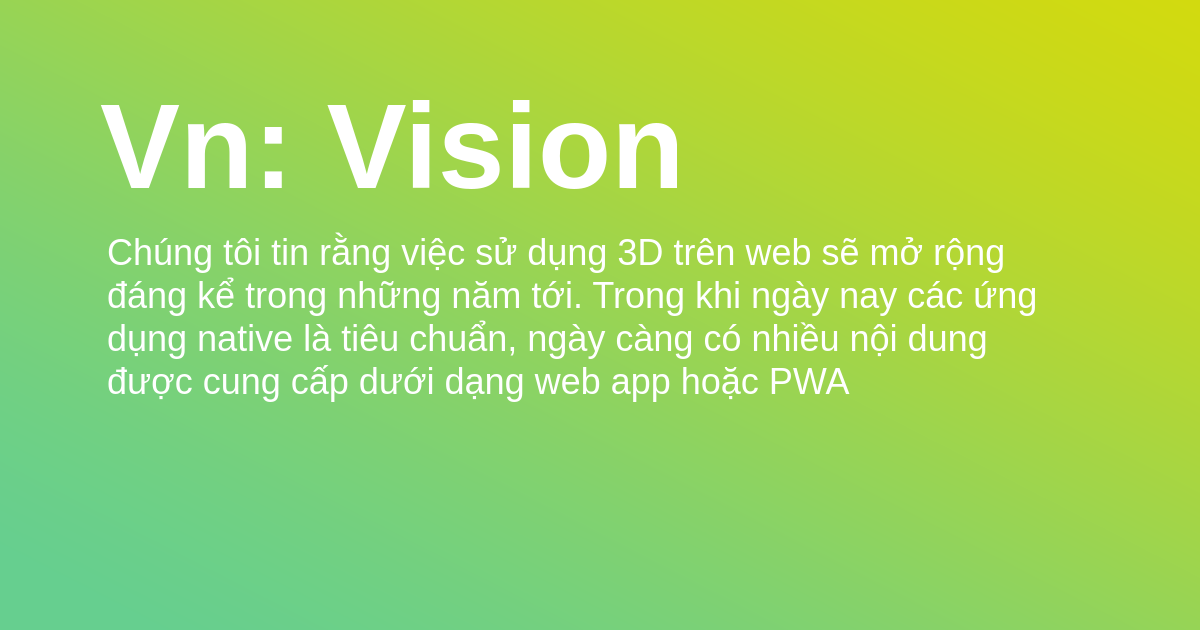 Vn: Vision
Chúng tôi tin rằng việc sử dụng 3D trên web sẽ mở rộng
đáng kể trong những năm tới. Trong khi ngày nay các ứng
dụng native là tiêu chuẩn, ngày càng có nhiều nội dung
được cung cấp dưới dạng web app hoặc PWA